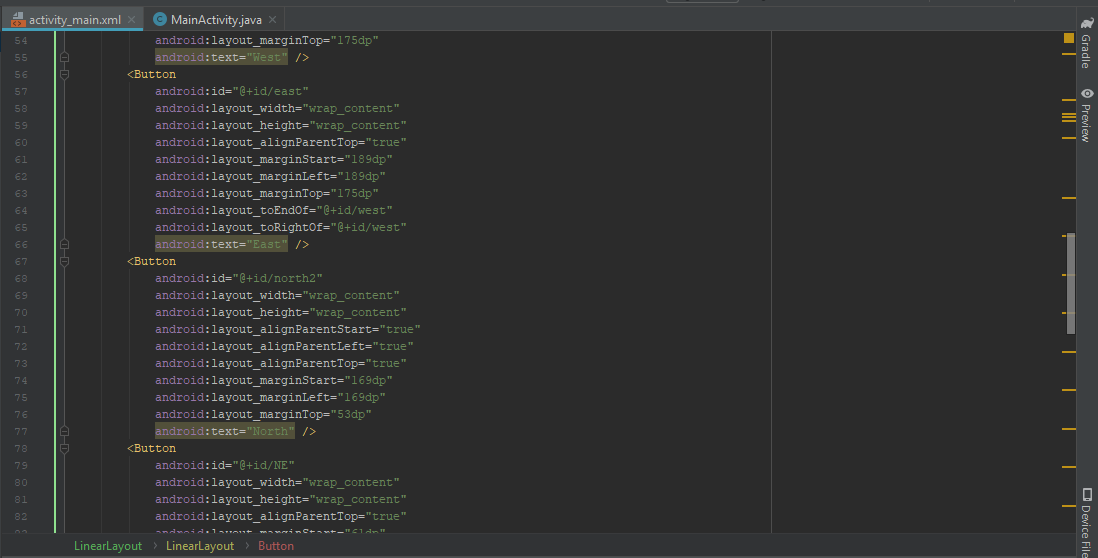 activity_main.xml
MainActivity.java
54 android:layout_marginTop="175dp"
55 android:text="West" />
56 <Button
57 android:id="@+id/east"
58 android:layout_width="wrap_content"
59 android:layout_height="wrap_content"
60 android:layout_alignParentTop="true"
61 android:layout_marginStart="189dp"
62 android:layout_marginLeft="189dp"
63 android:layout_marginTop="175dp"
64 android:layout_toEndOf="@+id/west"
65 android:layout_toRightOf="@+id/west"
66 android:text="East" />
67 <Button
68 android:id="@+id/north2"
69 android:layout_width="wrap_content"
70 android:layout_height="wrap_content"
71 android:layout_alignParentStart="true"
72 android:layout_alignParentLeft="true"
73 android:layout_alignParentTop="true"
74 android:layout_marginStart="169dp"
75 android:layout_marginLeft="169dp"
76 android:layout_marginTop="53dp"
77 android:text="North" />
78 <Button
79 android:id="@+id/NE"
80 android:layout_width="wrap_content"
81 android:layout_height="wrap_content"
82 android:layout_alignParentTop="true"
android:layout_marginStart="61dp"
LinearLayout
LinearLayout
Button
Gradle
Preview
Device File